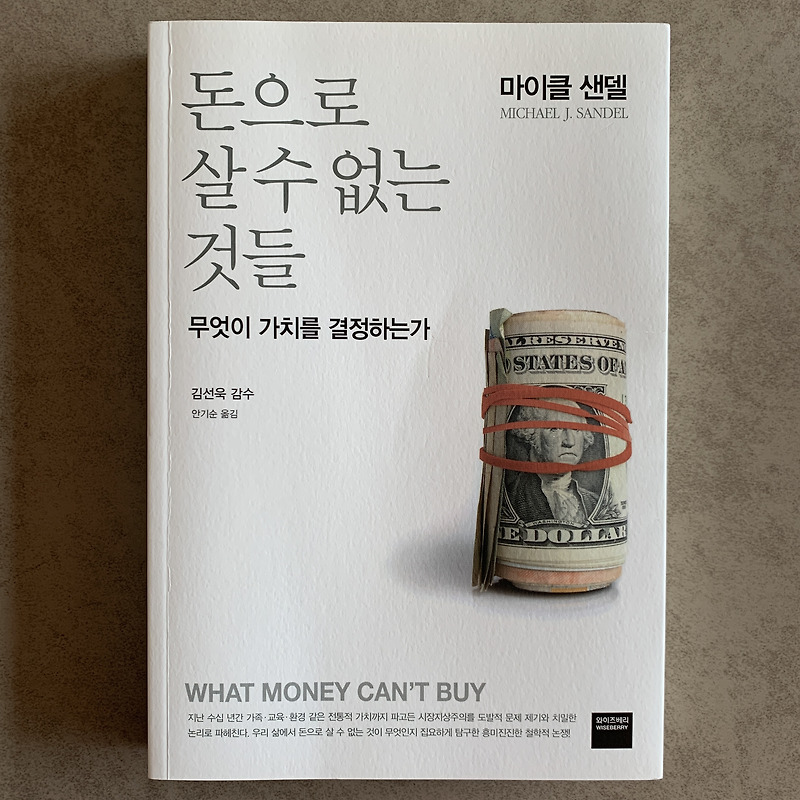 돈으로
살 수 없는
것들
마이클 샌델
MICHAEL J. SANDEL
무엇이 가치를 결정하는가
김선욱 감수
안기순 옮김
AL RESERVE
STATES OF A
WASHINGTON
E DOLLAR
WHAT MONEY CAN'T BUY
지난 수십 년간 가족·교육·환경 같은 전통적 가치까지 파고든 시장지상주의를 도발적 문제 제기와 치밀한
논리로 파헤친다. 우리 삶에서 돈으로 살 수 없는 것이 무엇인지 집요하게 탐구한 흥미진진한 철학적 논쟁!
와이즈베리
WISEBERRY